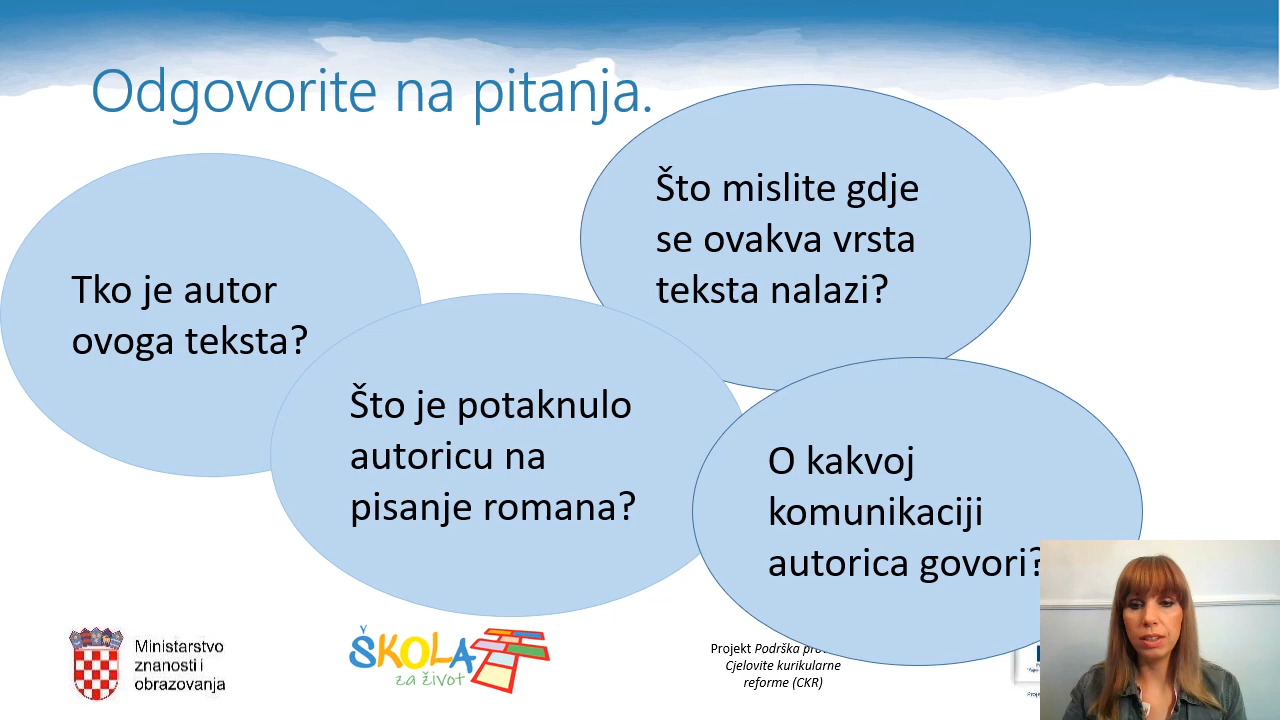 Odgovorite na pitanja.
Tko je autor
ovoga teksta?
Što mislite gdje
se ovakva vrsta
teksta nalazi?
Što je potaknulo
autoricu na
pisanje romana?
O kakvoj
komunikaciji
autorica govori?
Ministarstvo
znanosti i
obrazovanja
ŠKOLA
za život
Projekt Podrška
Cjelovite kurikularne
reforme (CKR)